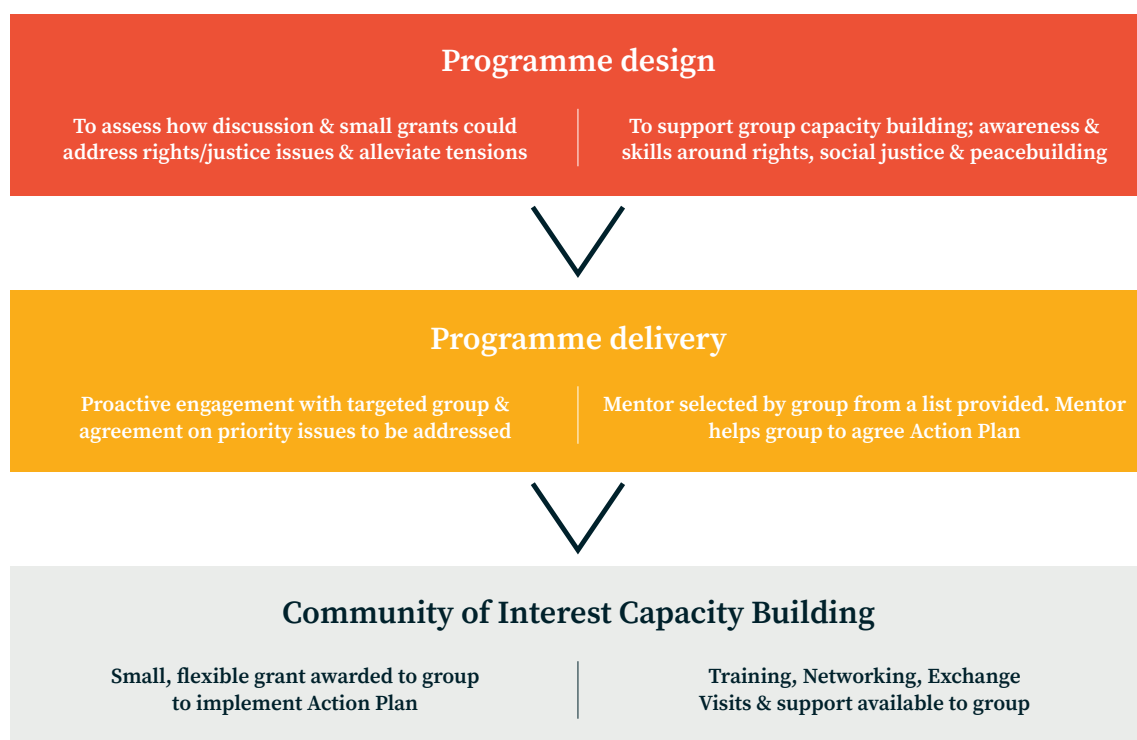 Programme design
To assess how discussion & small grants could
address rights/justice issues & alleviate tensions
To support group capacity building; awareness &
skills around rights, social justice & peacebuilding
Programme delivery
Proactive engagement with targeted group &
agreement on priority issues to be addressed
Mentor selected by group from a list provided. Mentor
helps group to agree Action Plan
Community of Interest Capacity Building
Small, flexible grant awarded to group
to implement Action Plan
Training, Networking, Exchange
Visits & support available to group